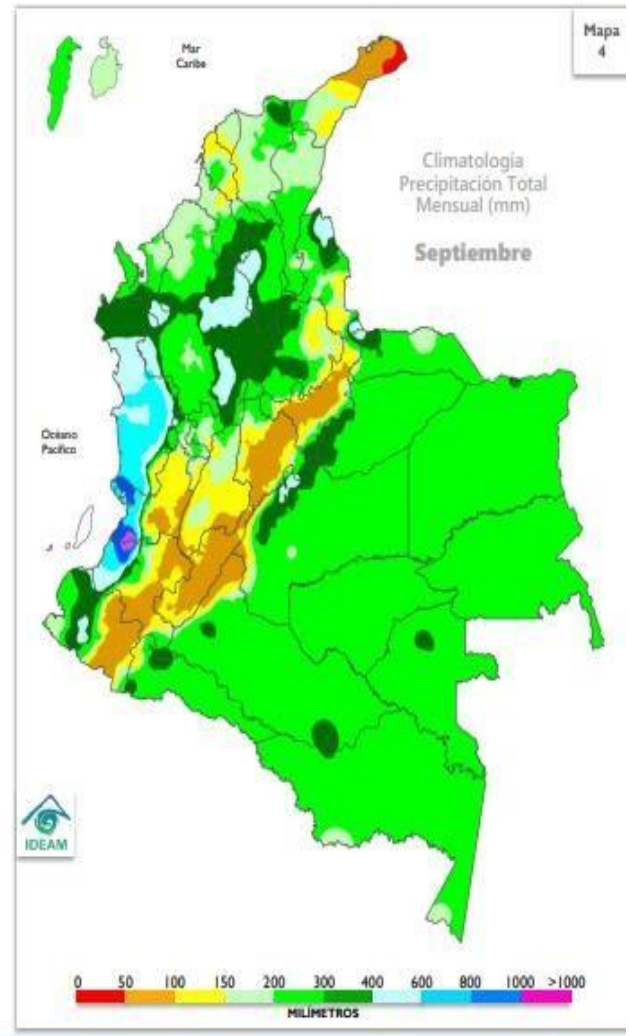 Mapa
4
Mar
Caribe
Climatología
Precipitación Total
Mensual (mm)
Septiembre
Océano
Pacífico
IDEAM
0 50 100 150 200 300 400 600 800 1000 >1000
MILÍMETROS